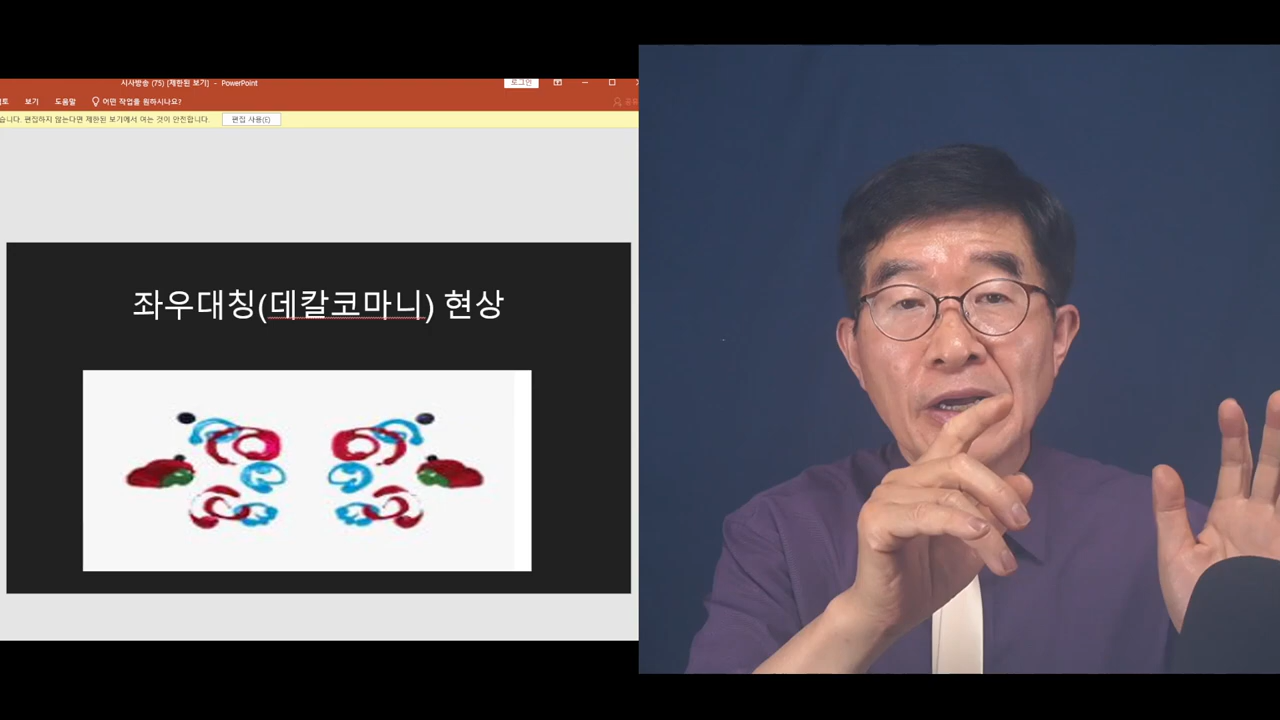 시사방송 (75) [제한된 보기] - PowerPoint
로그인
보기 도움말 어떤 작업을 원하시나요?
습니다. 편집하지 않는다면 제한된 보기에서 여는 것이 안전합니다. 편집 사용(E)
좌우대칭(데칼코마니) 현상